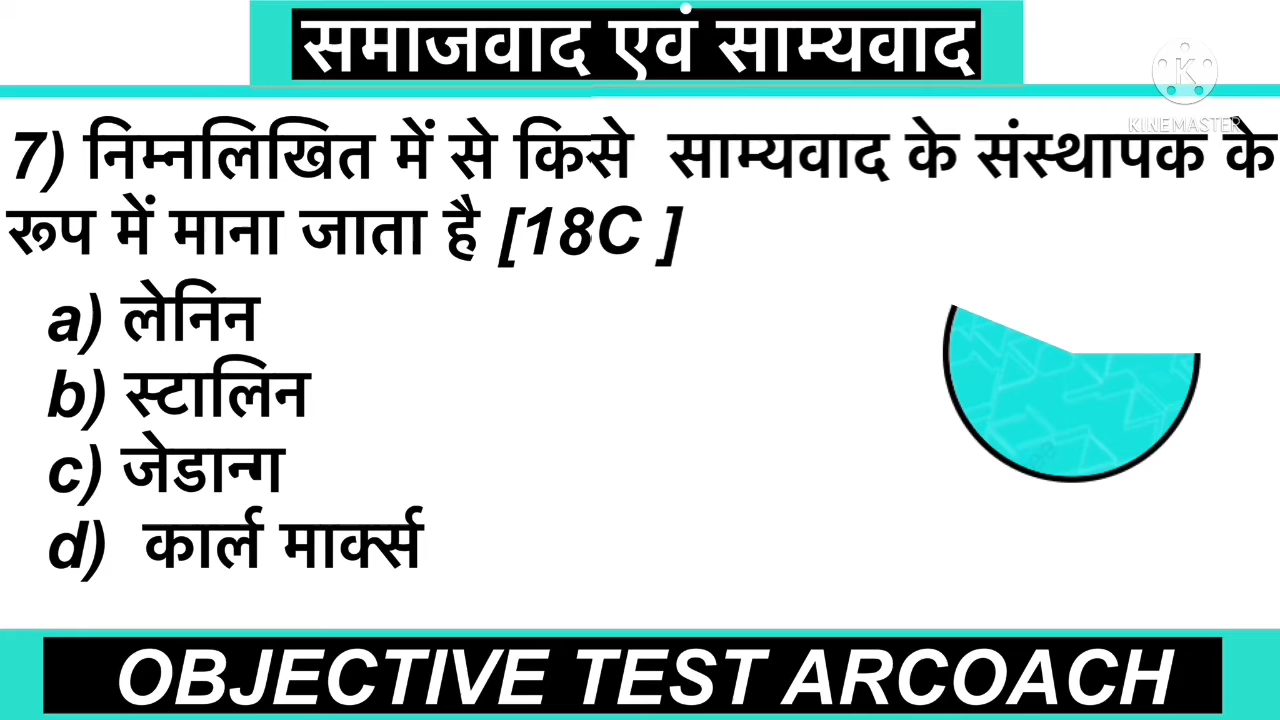 समाजवाद एवं साम्यवाद
KINEMASTER
7) निम्नलिखित में से किसे साम्यवाद के संस्थापक के
रूप में माना जाता है [18C ]
a) लेनिन
b) स्टालिन
c) जेडान्ग
d) कार्ल मार्क्स
OBJECTIVE TEST ARCOACH